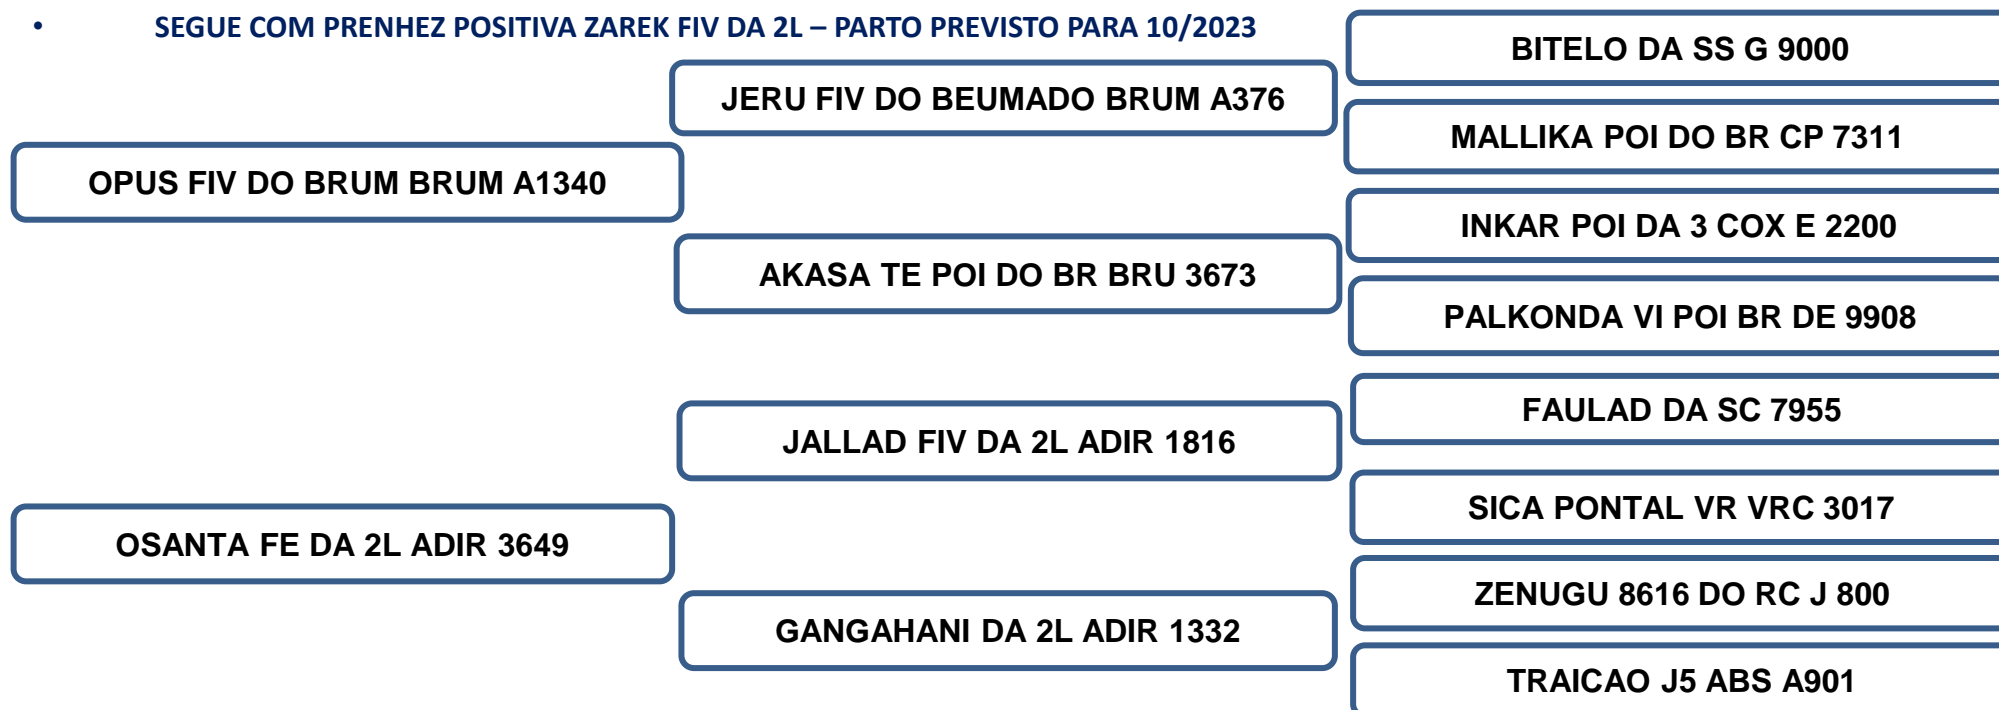 • SEGUE COM PRENHEZ POSITIVA ZAREK FIV DA 2L – PARTO PREVISTO PARA 10/2023
BITELO DA SS G 9000
JERU FIV DO BEUMADO BRUM A376
MALLIKA POI DO BR CP 7311
OPUS FIV DO BRUM BRUM A1340
INKAR POI DA 3 COX E 2200
AKASA TE POI DO BR BRU 3673
PALKONDA VI POI BR DE 9908
FAULAD DA SC 7955
JALLAD FIV DA 2L ADIR 1816
SICA PONTAL VR VRC 3017
OSANTA FE DA 2L ADIR 3649
ZENUGU 8616 DO RC J 800
GANGAHANI DA 2L ADIR 1332
TRAICAO J5 ABS A901